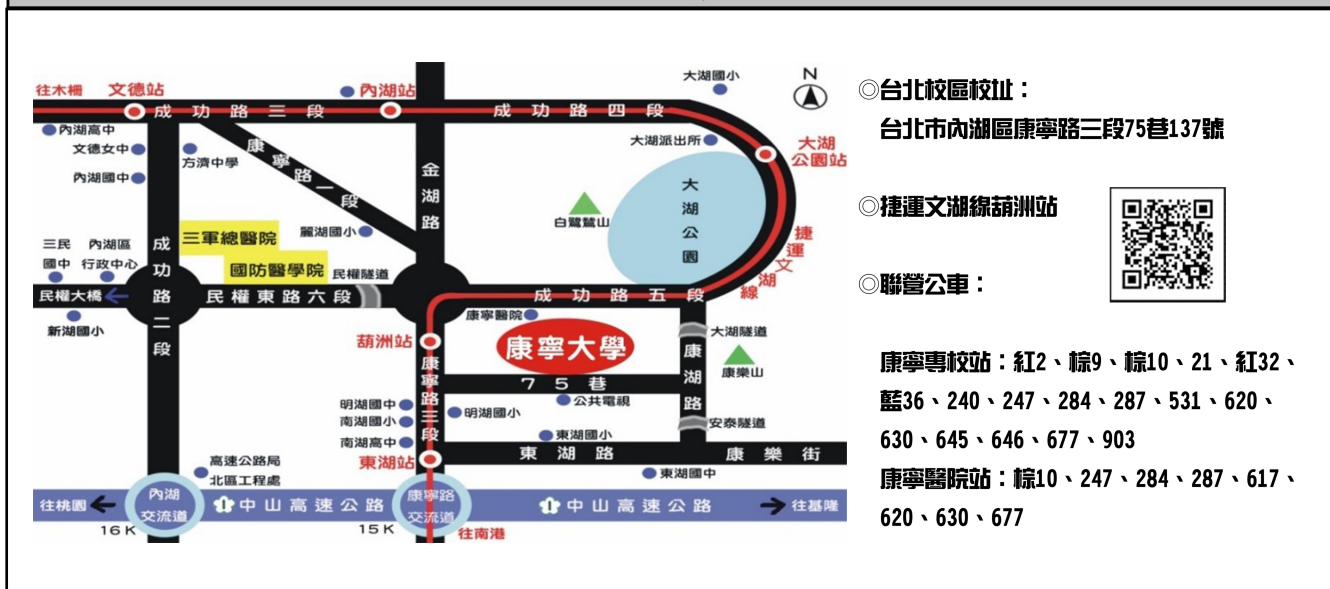 往木柵
文德站
內湖站
大湖國小
N
成功路三段
成功路四段
內湖高中
文德女中
內湖國中
方濟中學
康寧路一段
金湖路
大湖派出所
大湖公園站
大湖公園
白鷺鷥山
捷運文湖線
三軍總醫院
國防醫學院
麗湖國小
民權隧道
三民國中
內湖區行政中心
成功路二段
民權大橋
民權東路六段
成功路五段
新湖國小
康寧醫院
葫洲站
康寧大學
大湖隧道
康樂山
康湖路
75巷
康寧路三段
明湖國中
明湖國小
公共電視
南湖國小
南湖高中
東湖國小
安泰隧道
東湖站
東湖路
康樂街
高速公路局
北區工程處
東湖國中
往桃園
內湖交流道
1中山高速公路
康寧路交流道
1中山高速公路
往基隆
16K
15K
往南港
◎台北校區校址：
台北市內湖區康寧路三段75巷137號
◎捷運文湖線葫洲站
◎聯營公車：
康寧專校站：紅2、棕9、棕10、21、紅32、
藍36、240、247、284、287、531、620、
630、645、646、677、903
康寧醫院站：棕10、247、284、287、617、
620、630、677